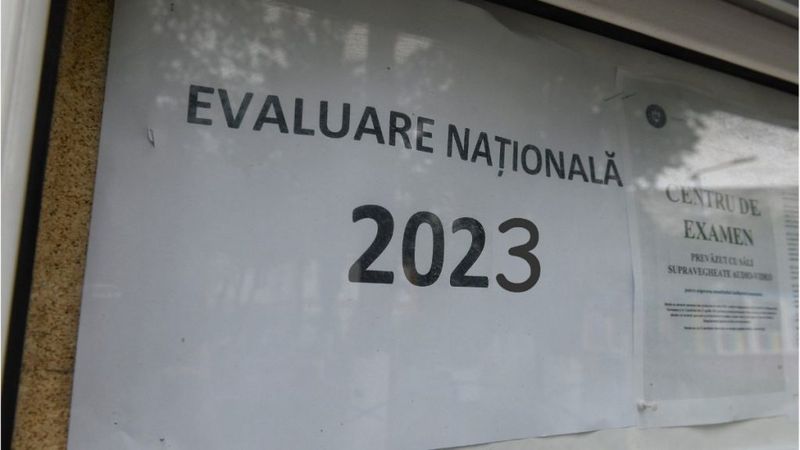 EVALUARE NAȚIONALĂ
2023
CENTRU DE
EXAMEN
PREVĂZUT CU SĂLI
SUPRAVEGHEATE AUDIO-VIDEO